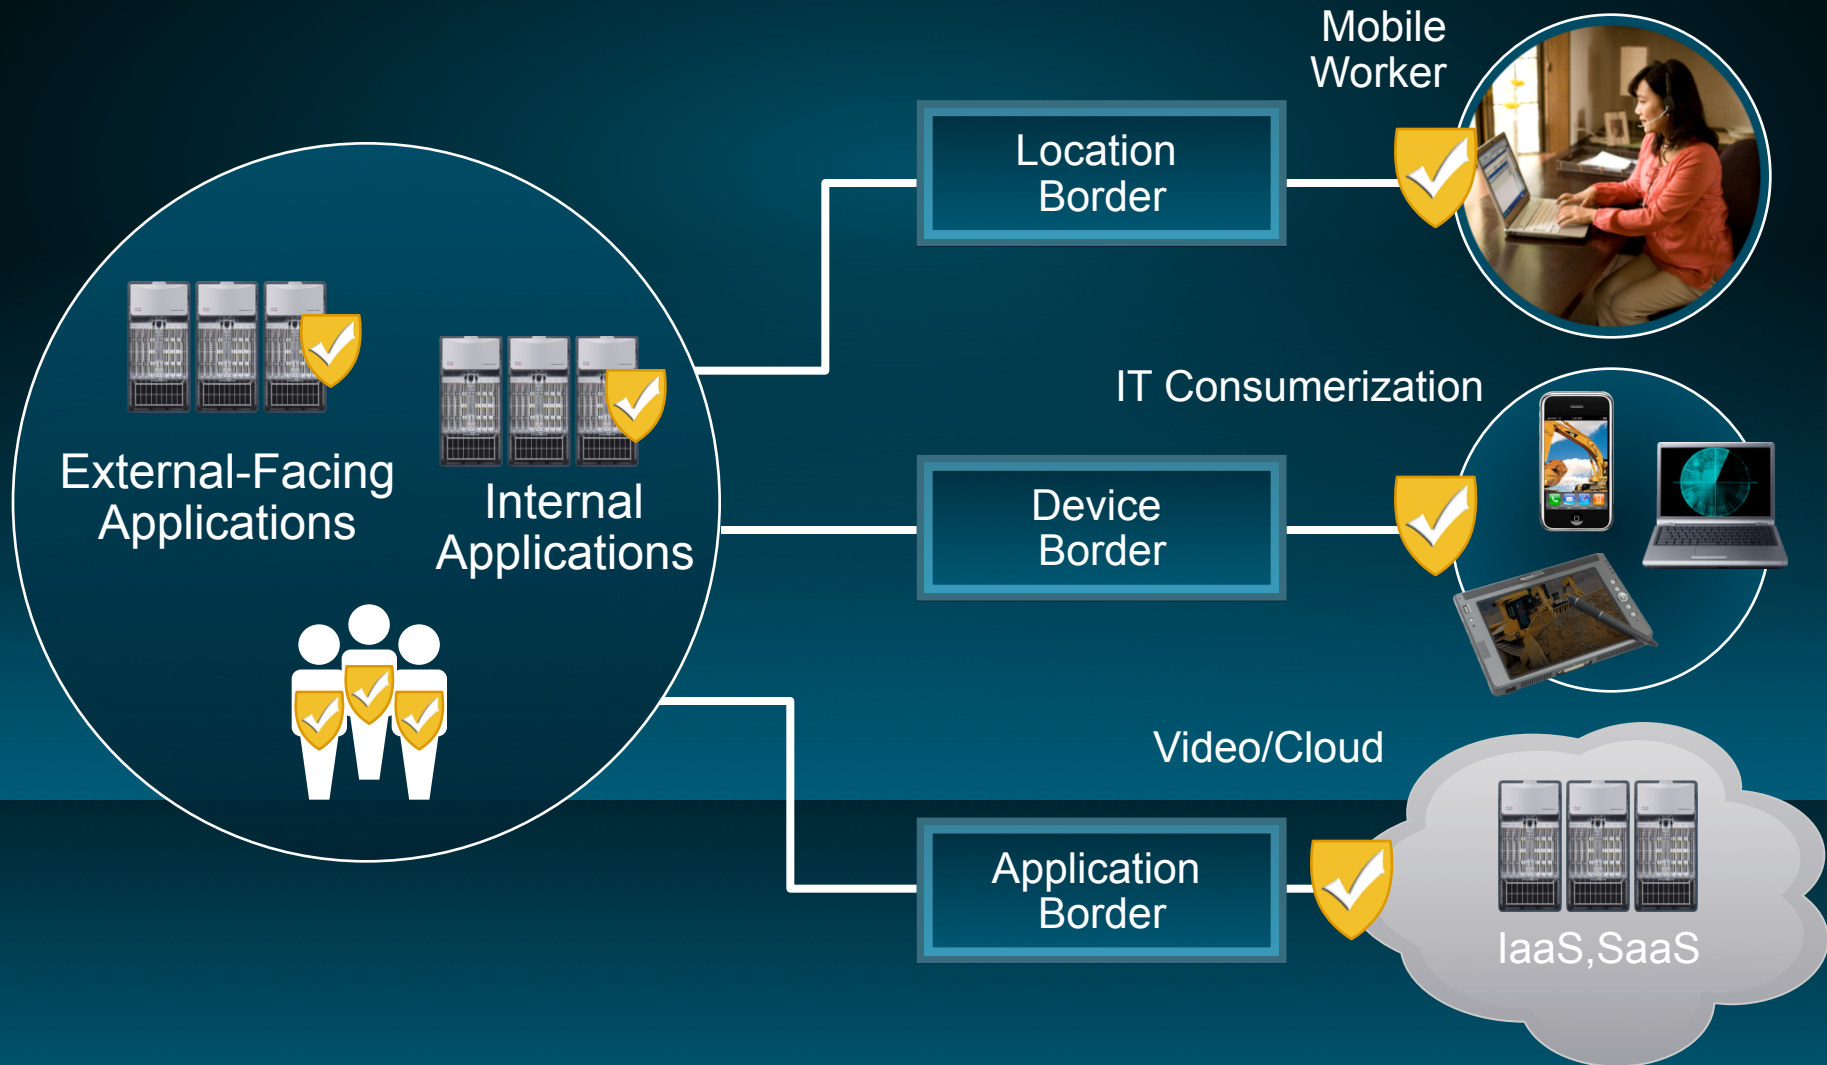 Mobile
Worker
Location
Border
IT Consumerization
External-Facing
Applications
Internal
Applications
Device
Border
Video/Cloud
Application
Border
IaaS,SaaS